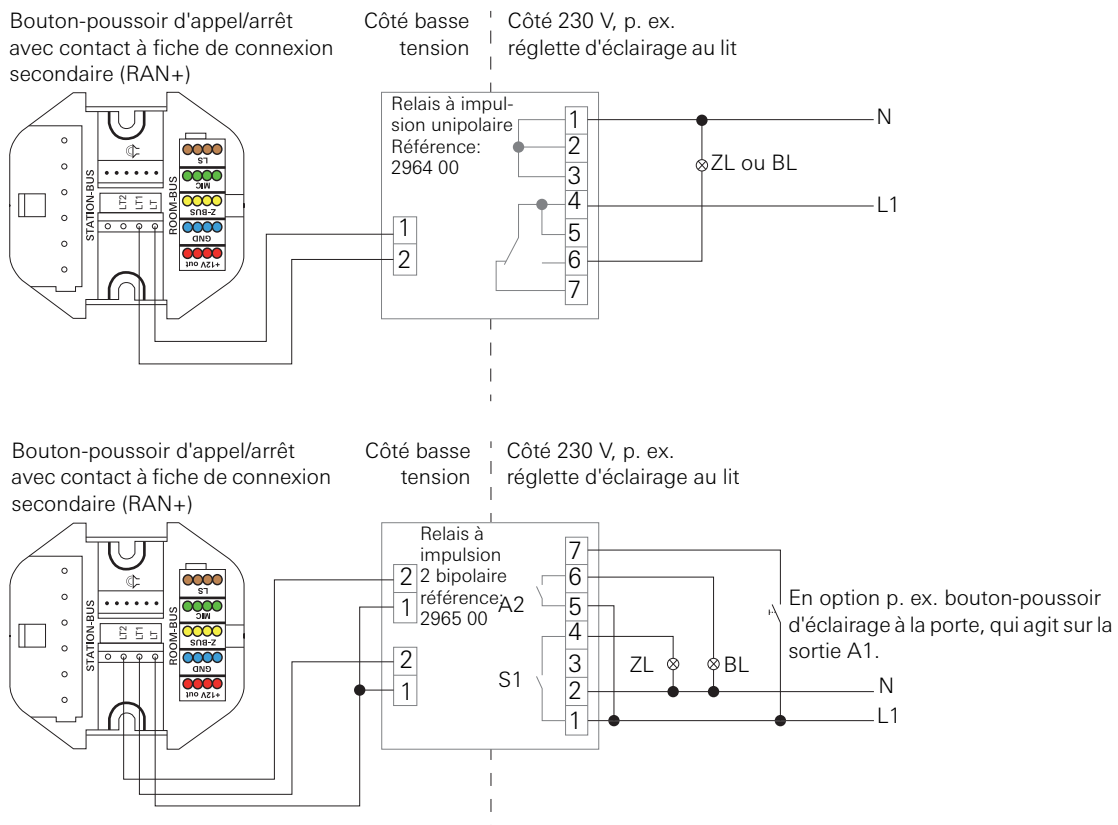 Bouton-poussoir d'appel/arrêt
avec contact à fiche de connexion
secondaire (RAN+)
Côté basse
tension
Côté 230 V, p. ex.
réglette d'éclairage au lit
STATION-BUS
LT2
LT1
LT
ROOM-BUS
LS
MIC
Z-BUS
GND
+12V out
Relais à impul-
sion unipolaire
Référence:
2964 00
1
2
1
2
3
4
5
6
7
N
ZL ou BL
L1
Bouton-poussoir d'appel/arrêt
avec contact à fiche de connexion
secondaire (RAN+)
Côté basse
tension
Côté 230 V, p. ex.
réglette d'éclairage au lit
STATION-BUS
LT2
LT1
LT
ROOM-BUS
LS
MIC
Z-BUS
GND
+12V out
Relais à
impulsion
2 bipolaire
référence:
2965 00
2
1
2
1
A2
S1
7
6
5
4
3
2
1
ZL
BL
En option p. ex. bouton-poussoir
d'éclairage à la porte, qui agit sur la
sortie A1.
N
L1